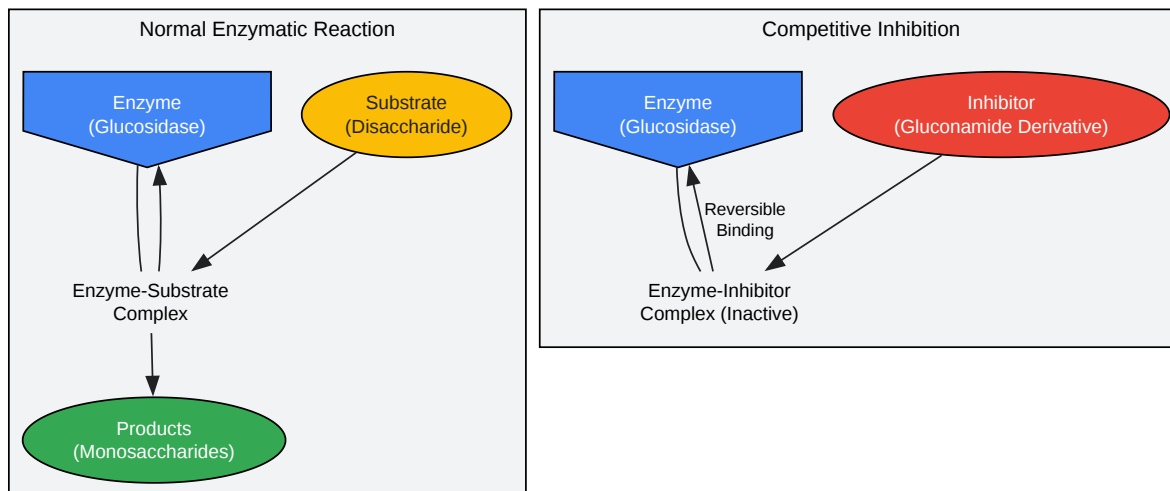 Normal Enzymatic Reaction
Enzyme
(Glucosidase)
Substrate
(Disaccharide)
Enzyme-Substrate
Complex
Products
(Monosaccharides)
Competitive Inhibition
Enzyme
(Glucosidase)
Inhibitor
(Gluconamide Derivative)
Reversible
Binding
Enzyme-Inhibitor
Complex (Inactive)